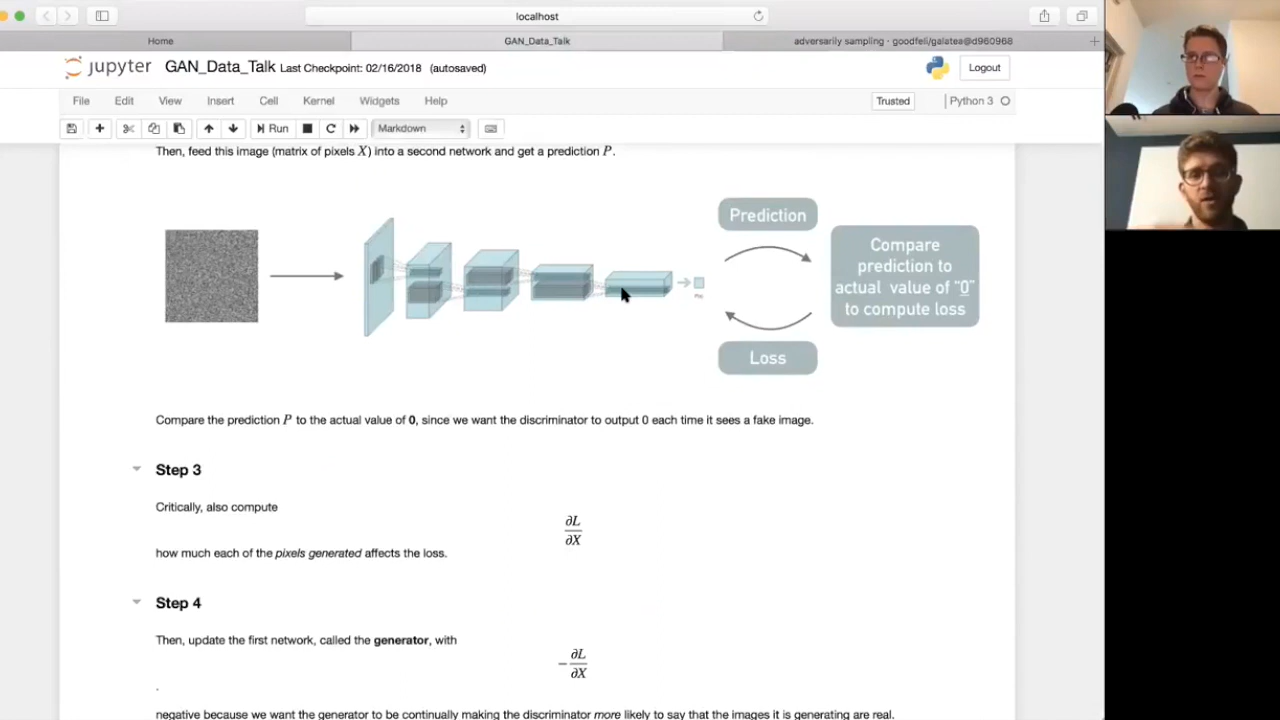 localhost
Home
GAN_Data_Talk
adversarily sampling · goodfeli/galatea@d960968
jupyter GAN_Data_Talk Last Checkpoint: 02/16/2018 (autosaved)
Logout
File Edit View Insert Cell Kernel Widgets Help
Trusted
Python 3
Run
Markdown
Then, feed this image (matrix of pixels X) into a second network and get a prediction P.
Prediction
Compare
prediction to
actual value of “0”
to compute loss
Loss
Compare the prediction P to the actual value of 0, since we want the discriminator to output 0 each time it sees a fake image.
Step 3
Critically, also compute
∂L
∂X
how much each of the pixels generated affects the loss.
Step 4
Then, update the first network, called the generator, with
− ∂L
∂X
.
negative because we want the generator to be continually making the discriminator more likely to say that the images it is generating are real.